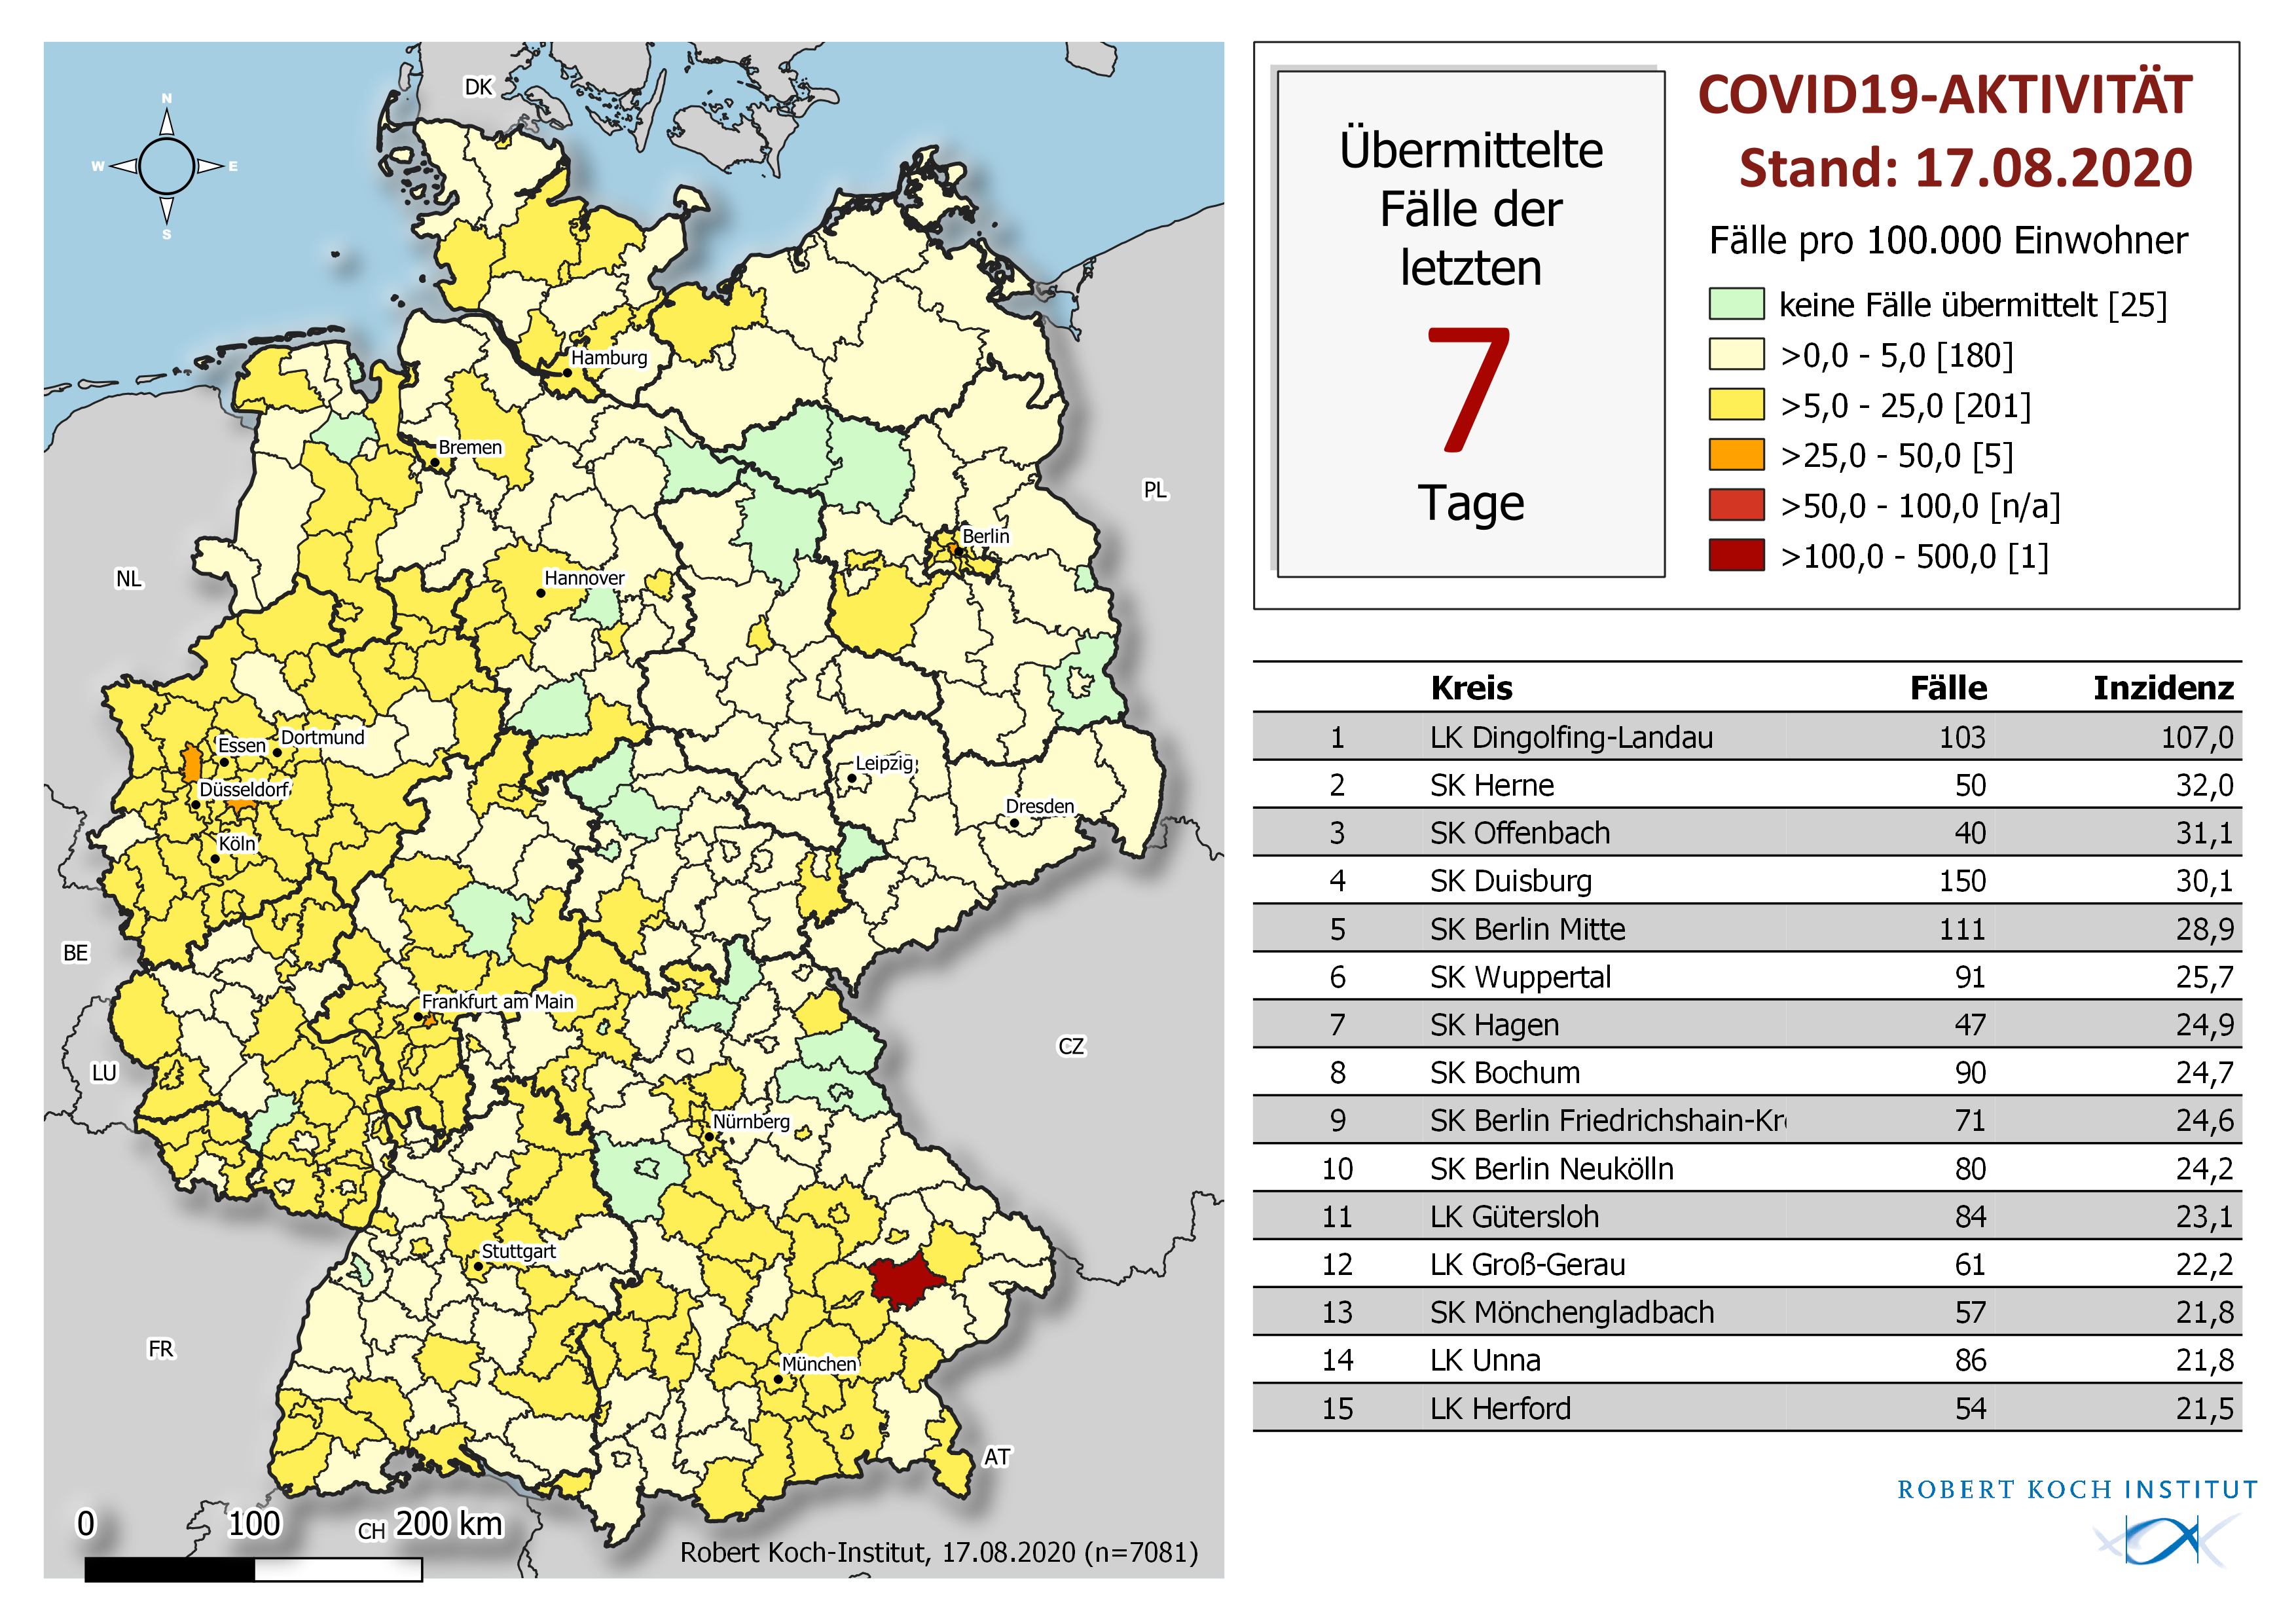 N
W
E
S
DK
Hamburg
Bremen
PL
Berlin
NL
Hannover
Essen
Dortmund
Düsseldorf
Leipzig
Dresden
Köln
BE
Frankfurt am Main
CZ
LU
Nürnberg
Stuttgart
FR
München
AT
0
100
CH
200 km
Robert Koch-Institut, 17.08.2020 (n=7081)
Übermittelte
Fälle der
letzten
7
Tage
COVID19-AKTIVITÄT
Stand: 17.08.2020
Fälle pro 100.000 Einwohner
keine Fälle übermittelt [25]
>0,0 - 5,0 [180]
>5,0 - 25,0 [201]
>25,0 - 50,0 [5]
>50,0 - 100,0 [n/a]
>100,0 - 500,0 [1]
Kreis Fälle Inzidenz
1 LK Dingolfing-Landau 103 107,0
2 SK Herne 50 32,0
3 SK Offenbach 40 31,1
4 SK Duisburg 150 30,1
5 SK Berlin Mitte 111 28,9
6 SK Wuppertal 91 25,7
7 SK Hagen 47 24,9
8 SK Bochum 90 24,7
9 SK Berlin Friedrichshain-Kre 71 24,6
10 SK Berlin Neukölln 80 24,2
11 LK Gütersloh 84 23,1
12 LK Groß-Gerau 61 22,2
13 SK Mönchengladbach 57 21,8
14 LK Unna 86 21,8
15 LK Herford 54 21,5
ROBERT KOCH INSTITUT